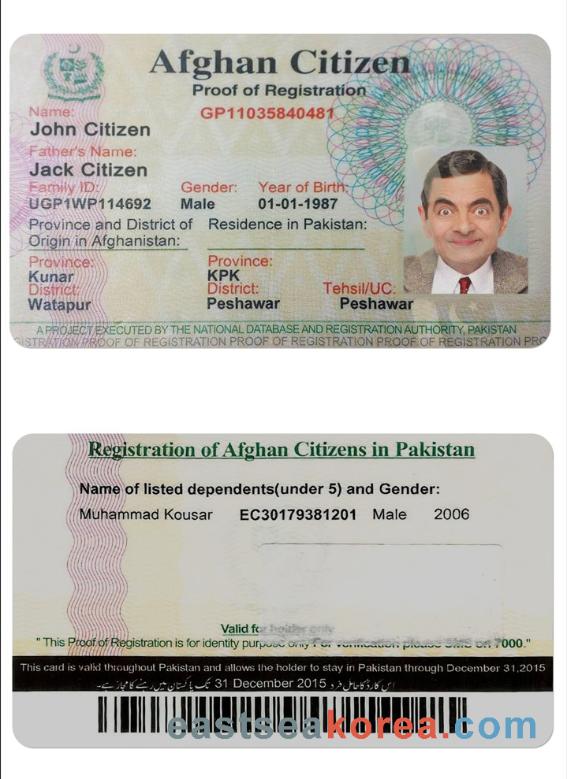 Afghan Citizen
Proof of Registration
GP11035840481
Name:
John Citizen
Father's Name:
Jack Citizen
Family ID: Gender: Year of Birth:
UGP1WP114692 Male 01-01-1987
Province and District of Residence in Pakistan:
Origin in Afghanistan:
Province: Province:
Kunar KPK
District: District: Tehsil/UC:
Watapur Peshawar Peshawar
A PROJECT EXECUTED BY THE NATIONAL DATABASE AND REGISTRATION AUTHORITY, PAKISTAN
ISTRATION PROOF OF REGISTRATION PROOF OF REGISTRATION PROOF OF REGISTRATION PRO
Registration of Afghan Citizens in Pakistan
Name of listed dependents(under 5) and Gender:
Muhammad Kousar EC30179381201 Male 2006
Valid for holder only
" This Proof of Registration is for identity purpose only For verification please SMS on 7000."
This card is valid throughout Pakistan and allows the holder to stay in Pakistan through December 31,2015
اس کارڈ کا حامل فرد 31 December 2015 تک پاکستان میں رہنے کا مجاز ہے۔
eastseakorea.com